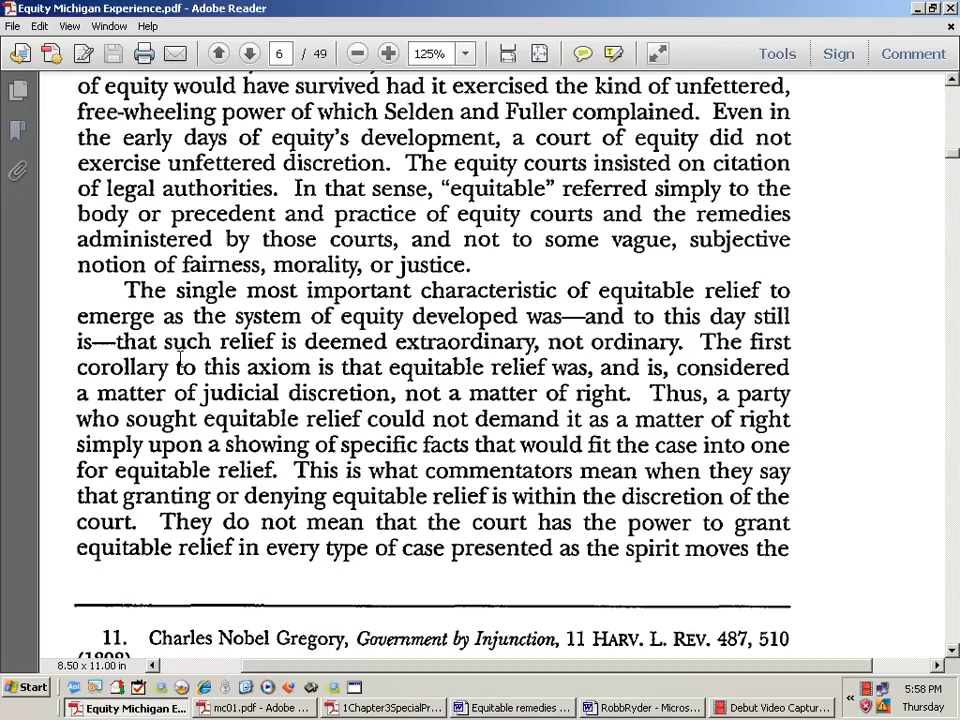 Equity Michigan Experience.pdf - Adobe Reader
File Edit View Window Help
6 / 49 125% Tools Sign Comment
of equity would have survived had it exercised the kind of unfettered,
free-wheeling power of which Selden and Fuller complained. Even in
the early days of equity's development, a court of equity did not
exercise unfettered discretion. The equity courts insisted on citation
of legal authorities. In that sense, “equitable” referred simply to the
body or precedent and practice of equity courts and the remedies
administered by those courts, and not to some vague, subjective
notion of fairness, morality, or justice.
The single most important characteristic of equitable relief to
emerge as the system of equity developed was—and to this day still
is—that such relief is deemed extraordinary, not ordinary. The first
corollary to this axiom is that equitable relief was, and is, considered
a matter of judicial discretion, not a matter of right. Thus, a party
who sought equitable relief could not demand it as a matter of right
simply upon a showing of specific facts that would fit the case into one
for equitable relief. This is what commentators mean when they say
that granting or denying equitable relief is within the discretion of the
court. They do not mean that the court has the power to grant
equitable relief in every type of case presented as the spirit moves the
11. Charles Nobel Gregory, Government by Injunction, 11 HARV. L. REV. 487, 510
8.50 x 11.00 in
Start 5:58 PM
Equity Michigan E... mc01.pdf - Adobe ... 1Chapter3SpecialPr... Equitable remedies ... RobbRyder - Micros... Debut Video Captur... Thursday